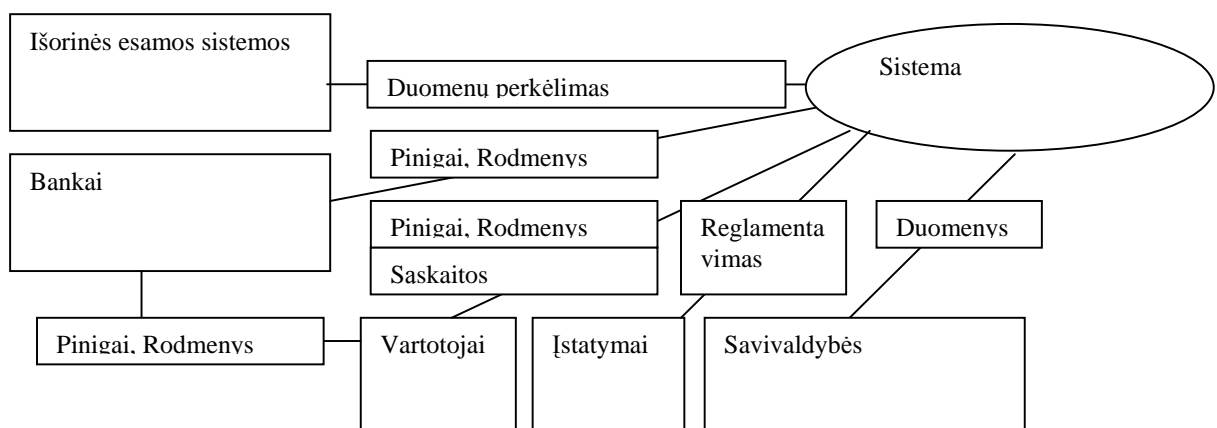 Išorinės esamos sistemos
Sistema
Duomenų perkėlimas
Pinigai, Rodmenys
Bankai
Pinigai, Rodmenys
Saskaitos
Reglamenta
vimas
Duomenys
Pinigai, Rodmenys
Vartotojai
Įstatymai
Savivaldybės